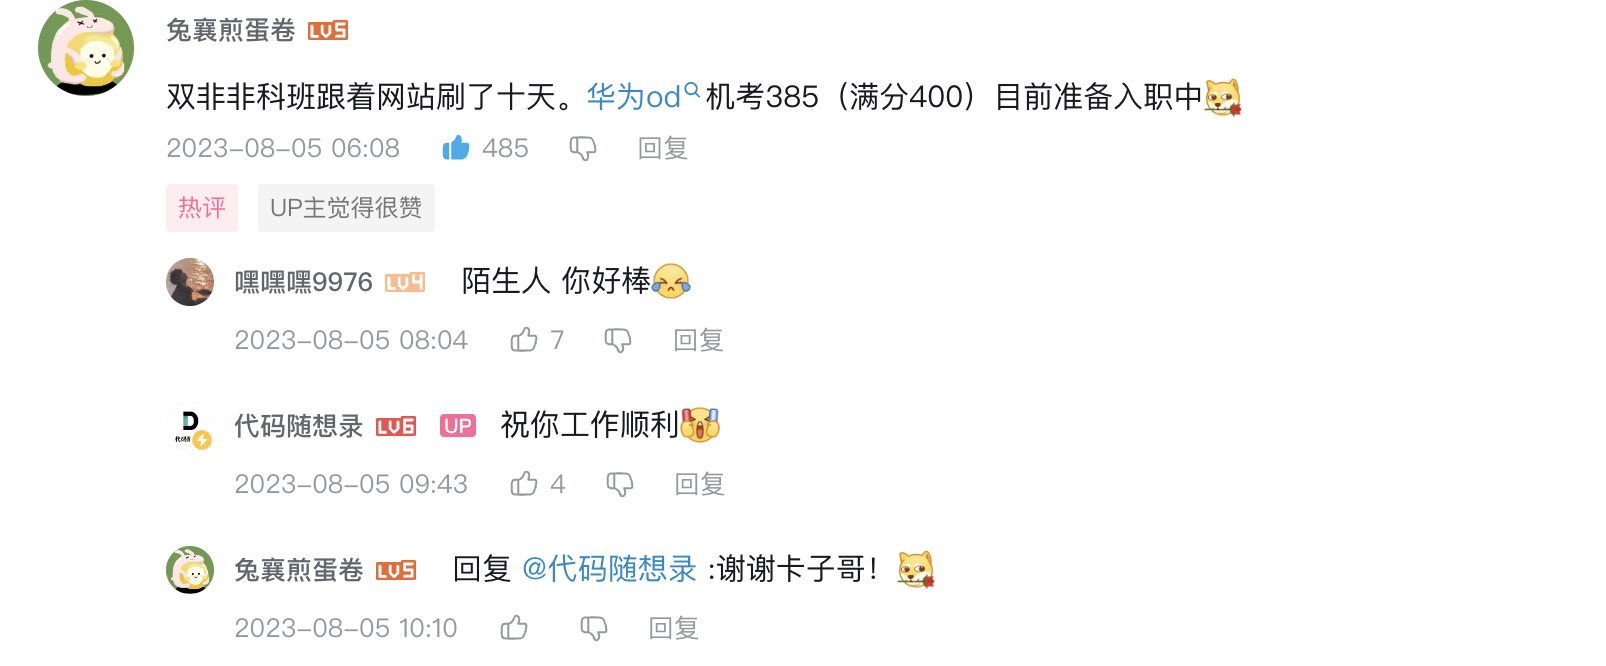 兔襄煎蛋卷 LV5
双非非科班跟着网站刷了十天。华为od机考385（满分400）目前准备入职中
2023-08-05 06:08 485 回复
热评 UP主觉得很赞
嘿嘿嘿9976 LV4 陌生人 你好棒
2023-08-05 08:04 7 回复
代码随想录 LV6 UP 祝你工作顺利
2023-08-05 09:43 4 回复
兔襄煎蛋卷 LV5 回复 @代码随想录 :谢谢卡子哥！
2023-08-05 10:10 回复